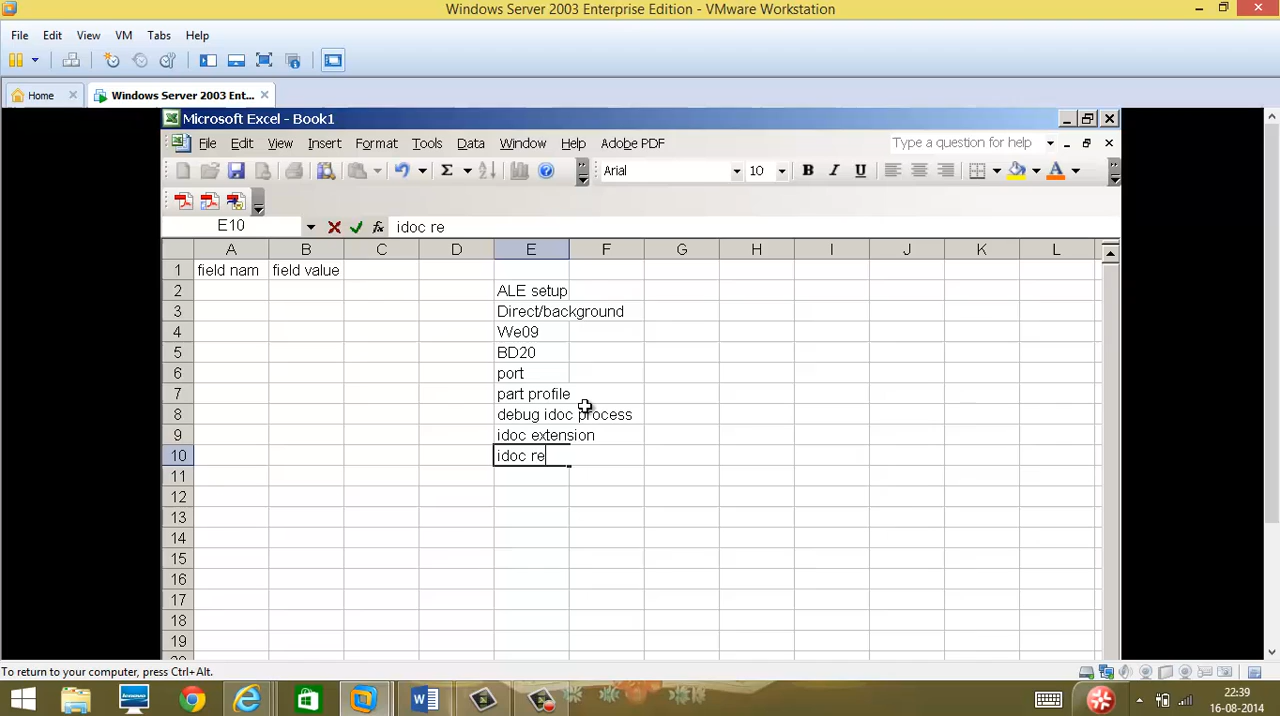 Windows Server 2003 Enterprise Edition - VMware Workstation
File Edit View VM Tabs Help
Home Windows Server 2003 Ent...
Microsoft Excel - Book1
File Edit View Insert Format Tools Data Window Help Adobe PDF Type a question for help
Arial 10 B I U
E10 fx idoc re
A B C D E F G H I J K L
1 field nam field value
2 ALE setup
3 Direct/background
4 We09
5 BD20
6 port
7 part profile
8 debug idoc process
9 idoc extension
10 idoc re
11
12
13
14
15
16
17
18
19
To return to your computer, press Ctrl+Alt.
22:39
16-08-2014